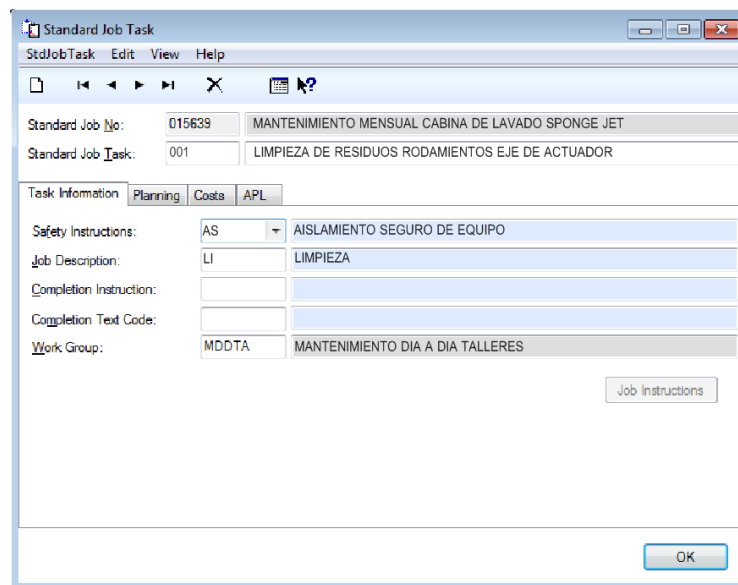 Standard Job Task
StdJobTask Edit View Help
Standard Job No: 015639 MANTENIMIENTO MENSUAL CABINA DE LAVADO SPONGE JET
Standard Job Task: 001 LIMPIEZA DE RESIDUOS RODAMIENTOS EJE DE ACTUADOR
Task Information Planning Costs APL
Safety Instructions: AS AISLAMIENTO SEGURO DE EQUIPO
Job Description: LI LIMPIEZA
Completion Instruction:
Completion Text Code:
Work Group: MDDTA MANTENIMIENTO DIA A DIA TALLERES
Job Instructions
OK